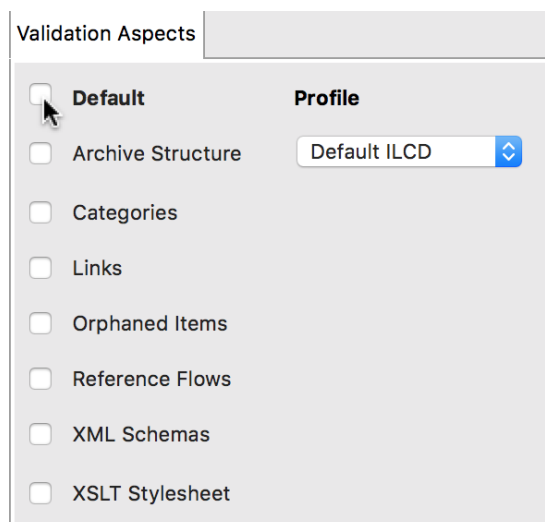 Validation Aspects
Default Profile
Archive Structure Default ILCD
Categories
Links
Orphaned Items
Reference Flows
XML Schemas
XSLT Stylesheet